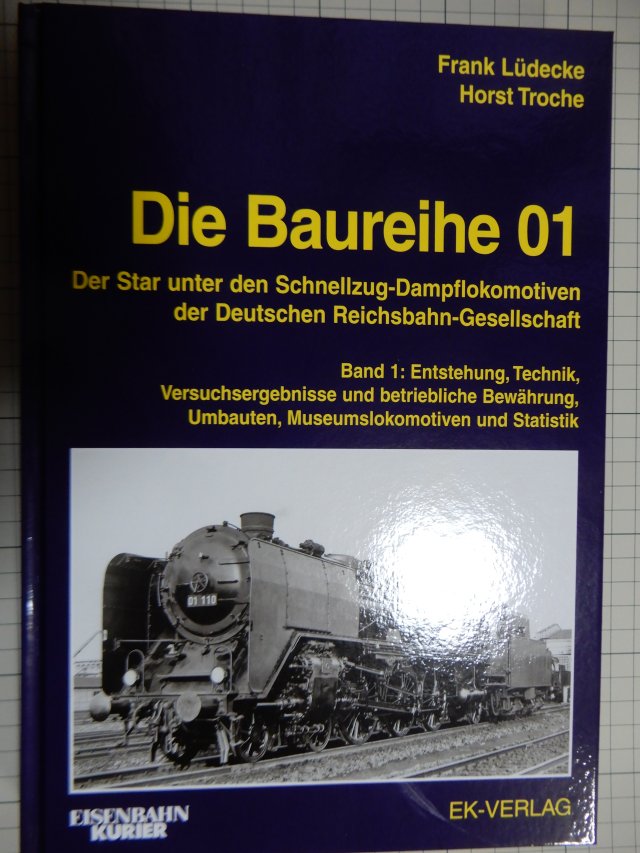 Frank Lüdecke
Horst Troche
Die Baureihe 01
Der Star unter den Schnellzug-Dampflokomotiven
der Deutschen Reichsbahn-Gesellschaft
Band 1: Entstehung, Technik,
Versuchsergebnisse und betriebliche Bewährung,
Umbauten, Museumslokomotiven und Statistik
01 110
EISENBAHN
KURIER
EK-VERLAG